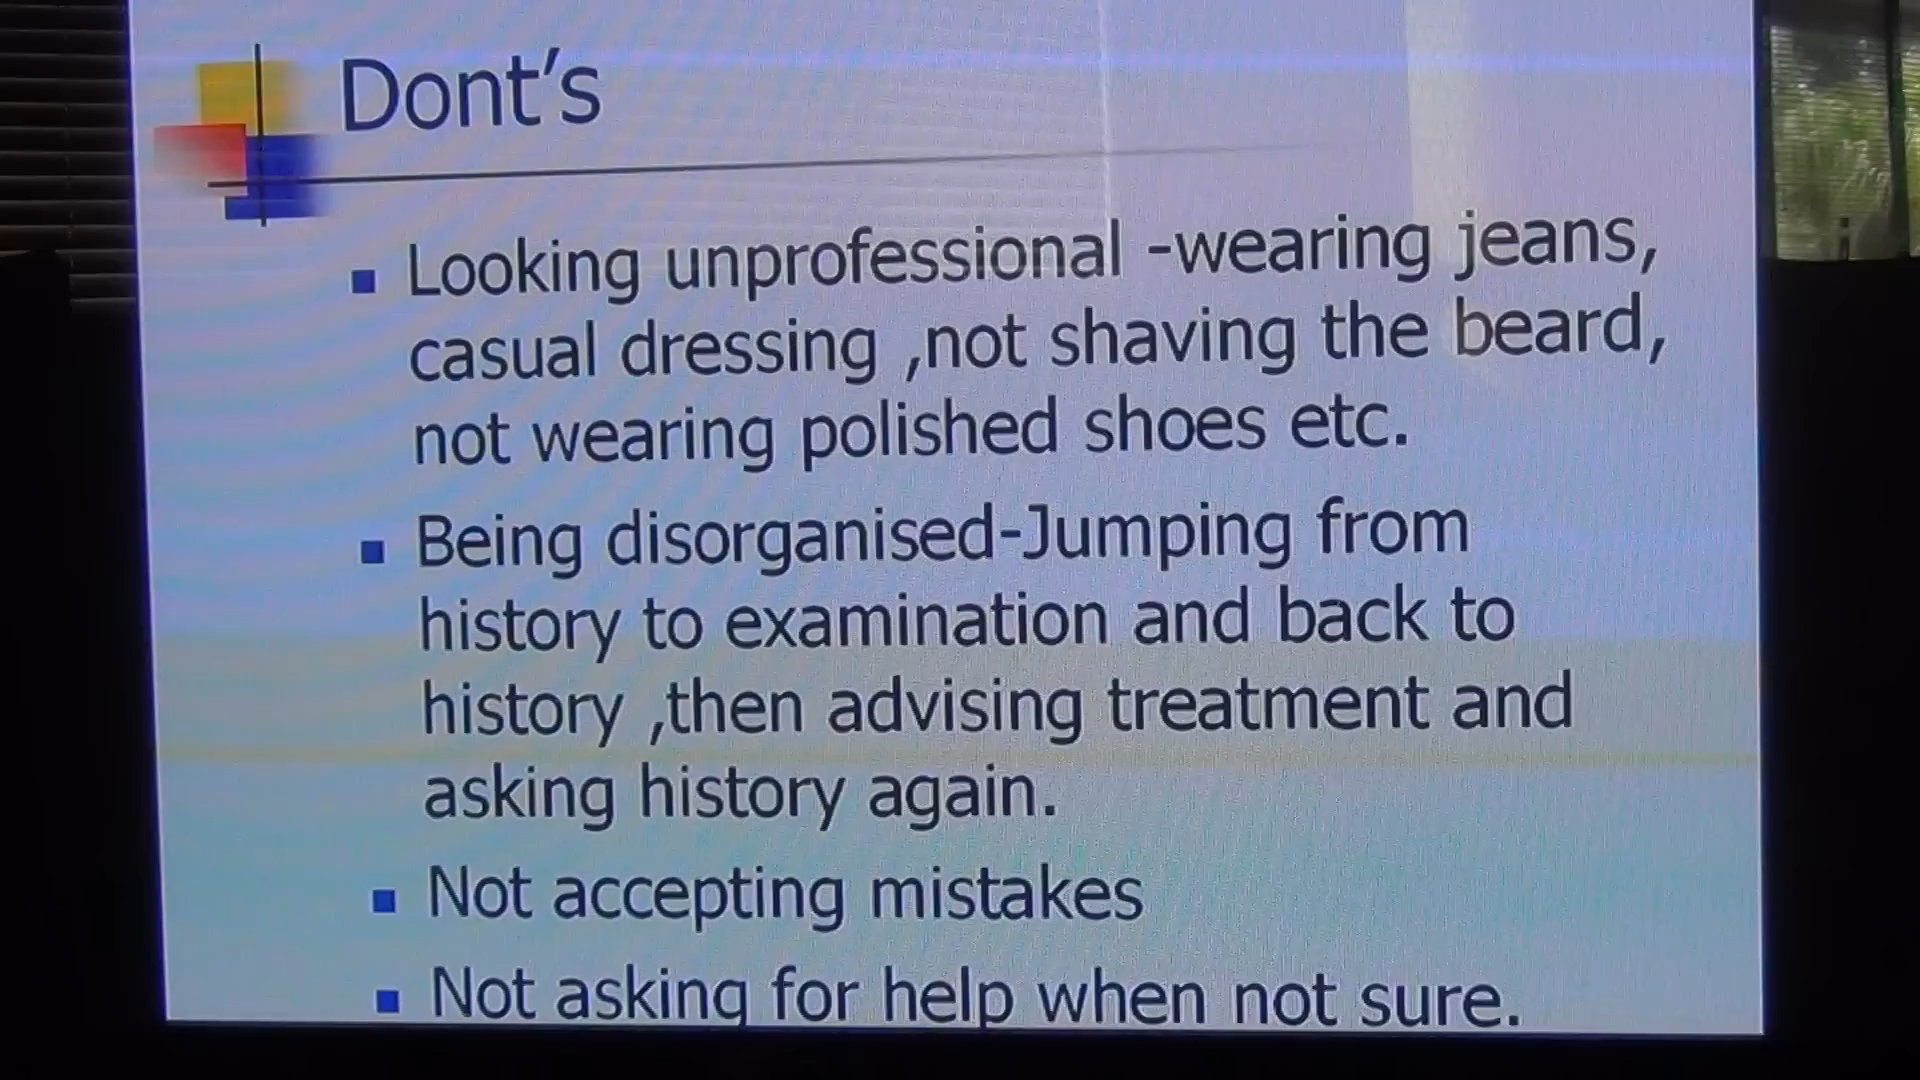 Dont's
Looking unprofessional -wearing jeans,
casual dressing ,not shaving the beard,
not wearing polished shoes etc.
Being disorganised-Jumping from
history to examination and back to
history ,then advising treatment and
asking history again.
Not accepting mistakes
Not asking for help when not sure.